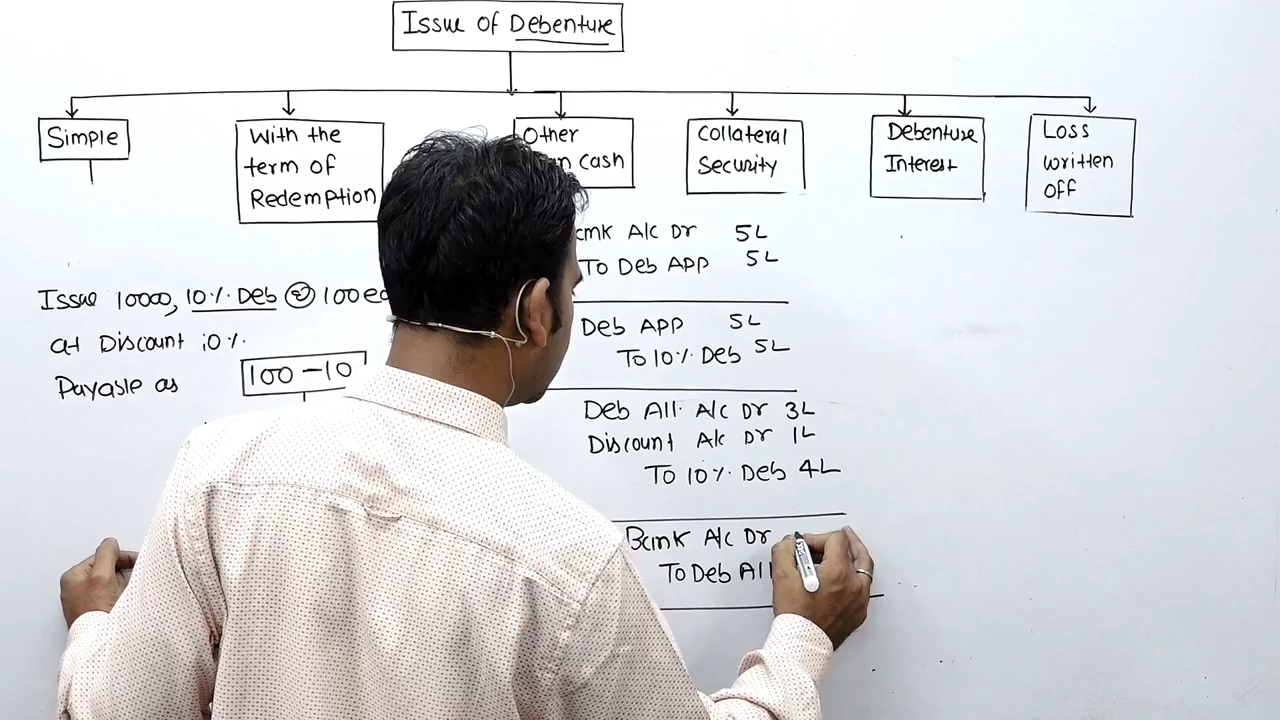 Issue of Debenture
Simple
With the
term of
Redemption
Other
Cash
Collateral
Security
Debenture
Interest
Loss
written
off
Issue 10000, 10% Deb @ 100
at Discount 10%.
Payable as
100-10
A/c Dr 5L
To Deb App 5L
Deb App 5L
To 10% Deb 5L
Deb All. A/c Dr 3L
Discount A/c Dr 1L
To 10% Deb 4L
Bank A/c Dr
To Deb All